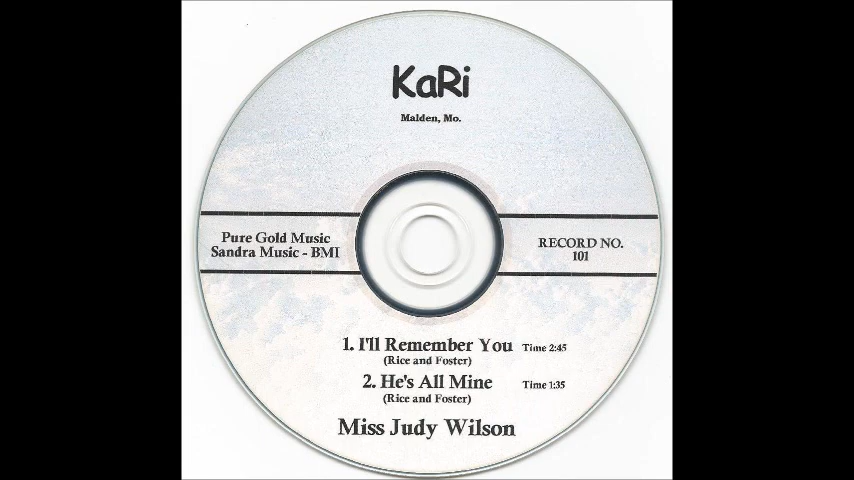 KaRi
Malden, Mo.
Pure Gold Music
Sandra Music - BMI
RECORD NO.
101
1. I'll Remember You Time 2:45
(Rice and Foster)
2. He's All Mine Time 1:35
(Rice and Foster)
Miss Judy Wilson